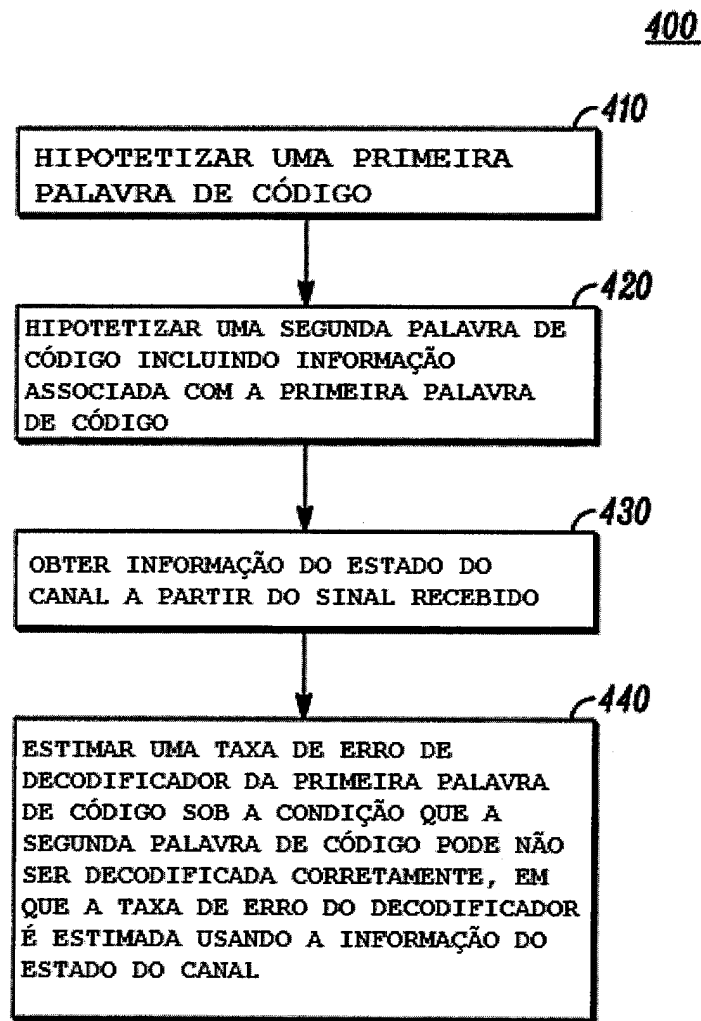 400
410
HIPOTETIZAR UMA PRIMEIRA
PALAVRA DE CÓDIGO
420
HIPOTETIZAR UMA SEGUNDA PALAVRA DE
CÓDIGO INCLUINDO INFORMAÇÃO
ASSOCIADA COM A PRIMEIRA PALAVRA
DE CÓDIGO
430
OBTER INFORMAÇÃO DO ESTADO DO
CANAL A PARTIR DO SINAL RECEBIDO
440
ESTIMAR UMA TAXA DE ERRO DE
DECODIFICADOR DA PRIMEIRA PALAVRA
DE CÓDIGO SOB A CONDIÇÃO QUE A
SEGUNDA PALAVRA DE CÓDIGO PODE NÃO
SER DECODIFICADA CORRETAMENTE, EM
QUE A TAXA DE ERRO DO DECODIFICADOR
É ESTIMADA USANDO A INFORMAÇÃO DO
ESTADO DO CANAL